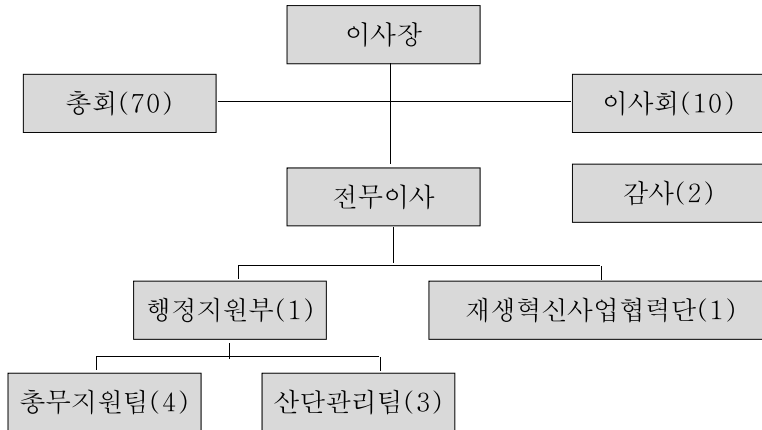 이사장
총회(70)
이사회(10)
전무이사
감사(2)
행정지원부(1)
재생혁신사업협력단(1)
총무지원팀(4)
산단관리팀(3)